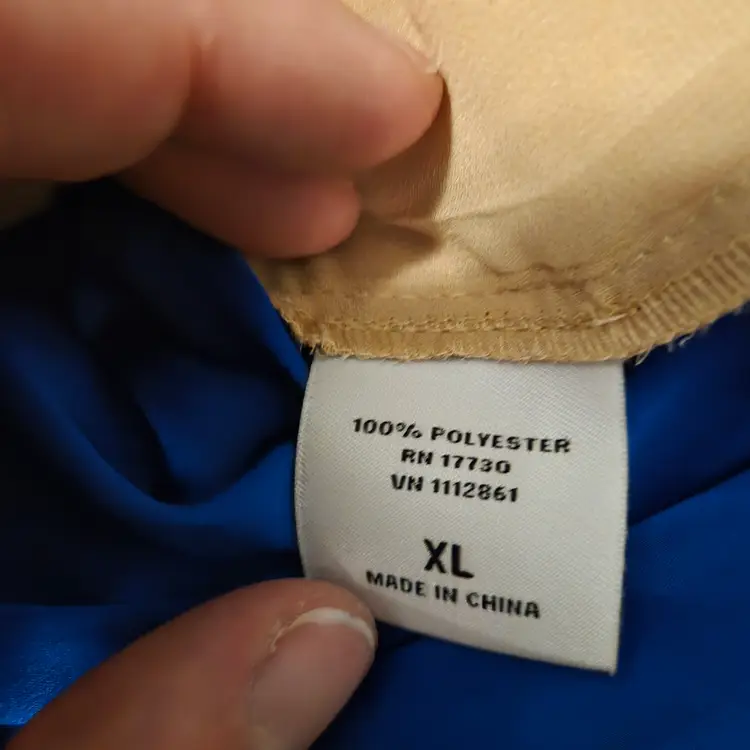 100% POLYESTER
RN 17730
VN 1112861
XL
MADE IN CHINA